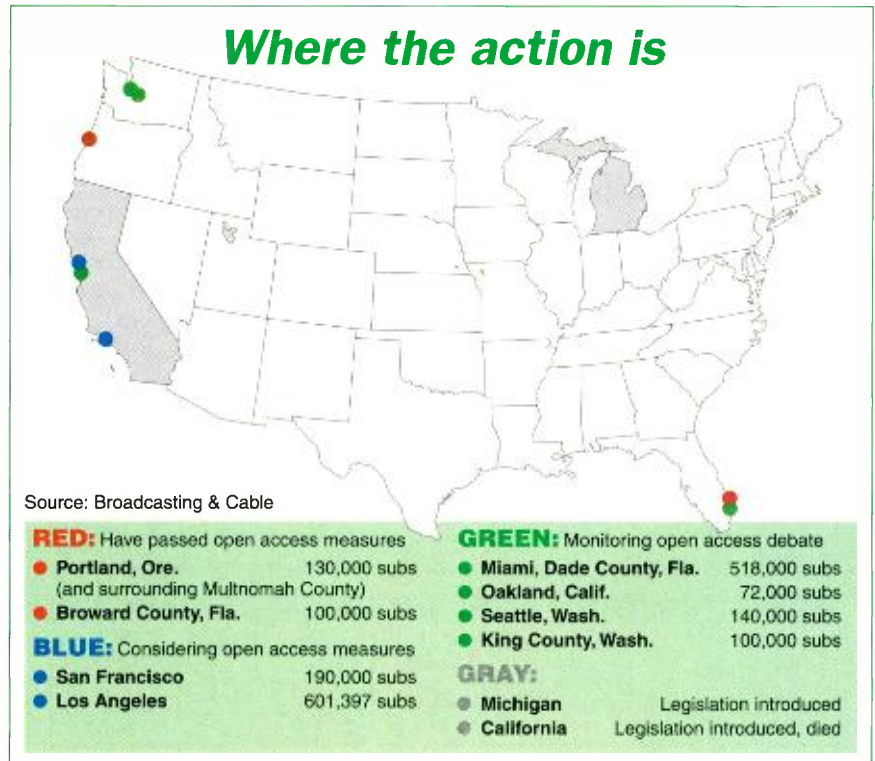 Where the action is
Source: Broadcasting & Cable
RED: Have passed open access measures
Portland, Ore. 130,000 subs
(and surrounding Multnomah County)
Broward County, Fla. 100,000 subs
BLUE: Considering open access measures
San Francisco 190,000 subs
Los Angeles 601,397 subs
GREEN: Monitoring open access debate
Miami, Dade County, Fla. 518,000 subs
Oakland, Calif. 72,000 subs
Seattle, Wash. 140,000 subs
King County, Wash. 100,000 subs
GRAY:
Michigan Legislation introduced
California Legislation introduced, died